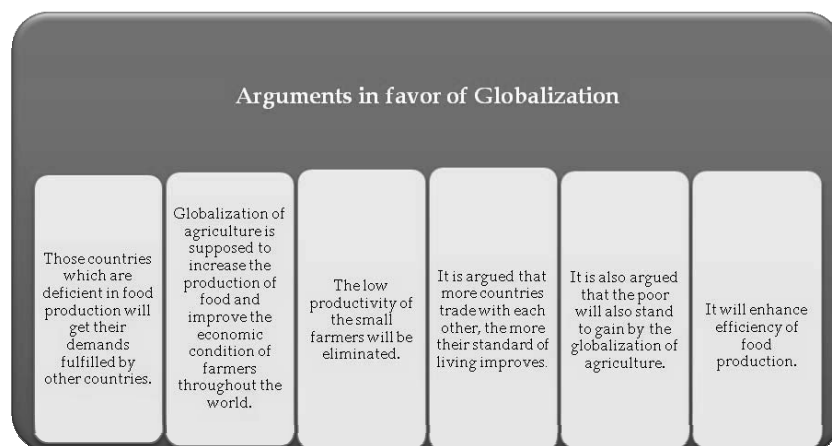 Arguments in favor of Globalization
Those countries
which are
deficient in food
production will
get their
demands
fulfilled by
other countries.
Globalization of
agriculture is
supposed to
increase the
production of
food and
improve the
economic
condition of
farmers
throughout the
world.
The low
productivity of
the small
farmers will be
eliminated.
It is argued that
more countries
trade with each
other, the more
their standard of
living improves.
It is also argued
that the poor
will also stand
to gain by the
globalization of
agriculture.
It will enhance
efficiency of
food
production.